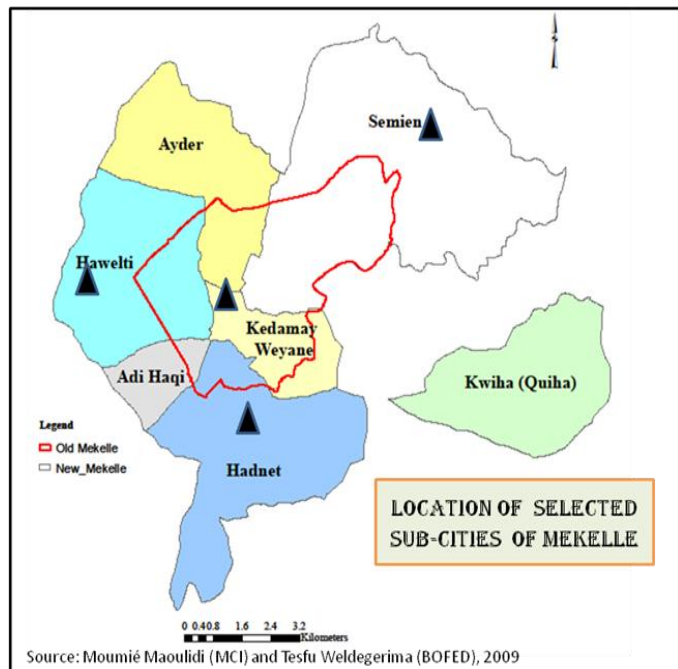 Semien
Ayder
Hawelti
Kedamay
Weyane
Adi Haqi
Kwiha (Quiha)
Legend
Old Mekelle
New_Mekelle
Hadnet
LOCATION OF SELECTED
SUB-CITIES OF MEKELLE
0 0.40.8 1.6 2.4 3.2
Kilometers
Source: Moumié Maoulidi (MCI) and Tesfu Weldegerima (BOFED), 2009